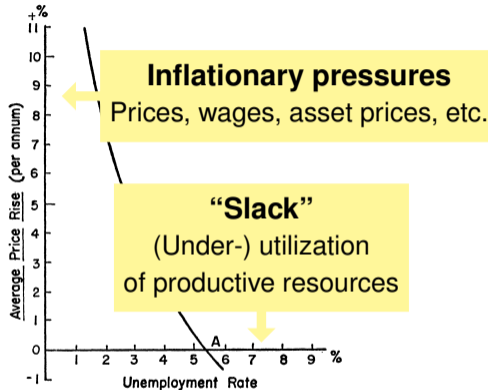 +%
11
10
9
8
5
4
3
2
1
0
-1
Average Price Rise (per annum)
Inflationary pressures
Prices, wages, asset prices, etc.
“Slack”
(Under-) utilization
of productive resources
A
1 2 3 4 5 6 7 8 9 %
Unemployment Rate